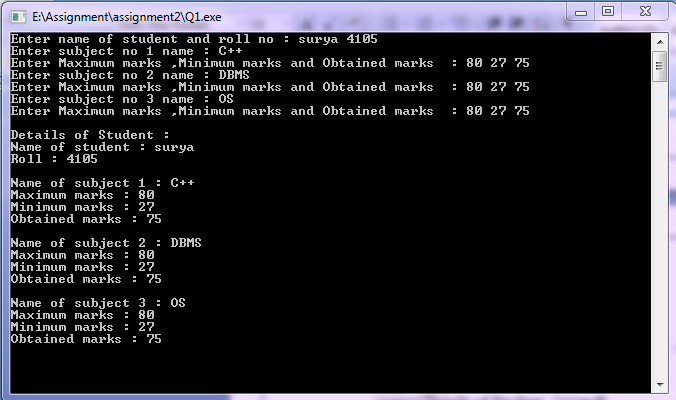 E:\Assignment\assignment2\Q1.exe
Enter name of student and roll no : surya 4105
Enter subject no 1 name : C++
Enter Maximum marks ,Minimum marks and Obtained marks  : 80 27 75
Enter subject no 2 name : DBMS
Enter Maximum marks ,Minimum marks and Obtained marks  : 80 27 75
Enter subject no 3 name : OS
Enter Maximum marks ,Minimum marks and Obtained marks  : 80 27 75
Details of Student :
Name of student : surya
Roll : 4105
Name of subject 1 : C++
Maximum marks : 80
Minimum marks : 27
Obtained marks : 75
Name of subject 2 : DBMS
Maximum marks : 80
Minimum marks : 27
Obtained marks : 75
Name of subject 3 : OS
Maximum marks : 80
Minimum marks : 27
Obtained marks : 75